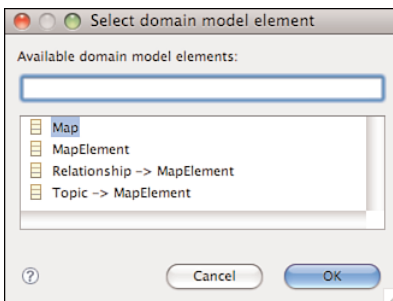 Select domain model element
Available domain model elements:
Map
MapElement
Relationship -> MapElement
Topic -> MapElement
?
Cancel OK